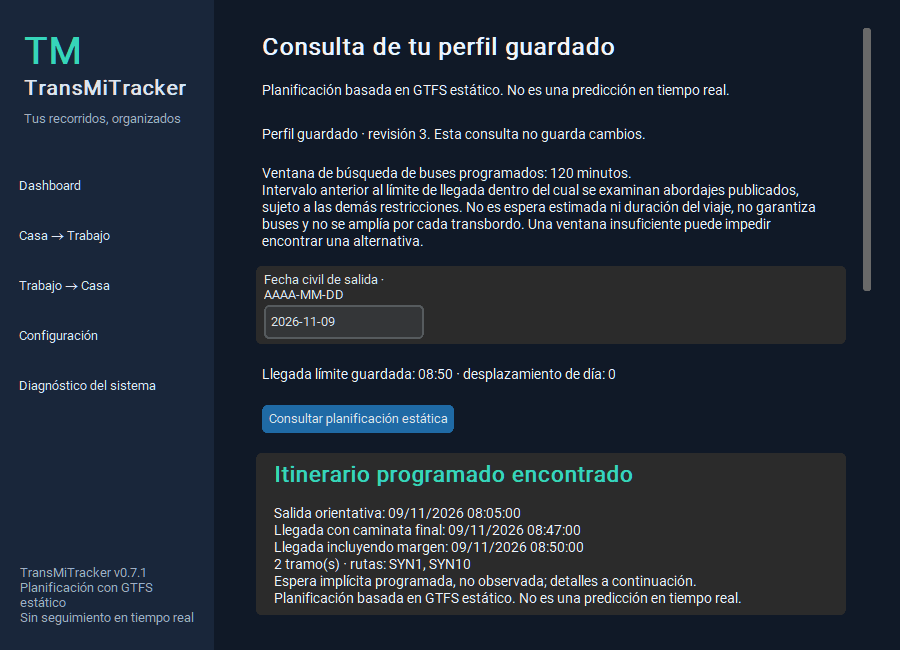 TM
TransMiTracker
Tus recorridos, organizados
Dashboard
Casa → Trabajo
Trabajo → Casa
Configuración
Diagnóstico del sistema
TransMiTracker v0.7.1
Planificación con GTFS
estático
Sin seguimiento en tiempo real
Consulta de tu perfil guardado
Planificación basada en GTFS estático. No es una predicción en tiempo real.
Perfil guardado · revisión 3. Esta consulta no guarda cambios.
Ventana de búsqueda de buses programados: 120 minutos.
Intervalo anterior al límite de llegada dentro del cual se examinan abordajes publicados,
sujeto a las demás restricciones. No es espera estimada ni duración del viaje, no garantiza
buses y no se amplía por cada transbordo. Una ventana insuficiente puede impedir
encontrar una alternativa.
Fecha civil de salida ·
AAAA-MM-DD
2026-11-09
Llegada límite guardada: 08:50 · desplazamiento de día: 0
Consultar planificación estática
Itinerario programado encontrado
Salida orientativa: 09/11/2026 08:05:00
Llegada con caminata final: 09/11/2026 08:47:00
Llegada incluyendo margen: 09/11/2026 08:50:00
2 tramo(s) · rutas: SYN1, SYN10
Espera implícita programada, no observada; detalles a continuación.
Planificación basada en GTFS estático. No es una predicción en tiempo real.